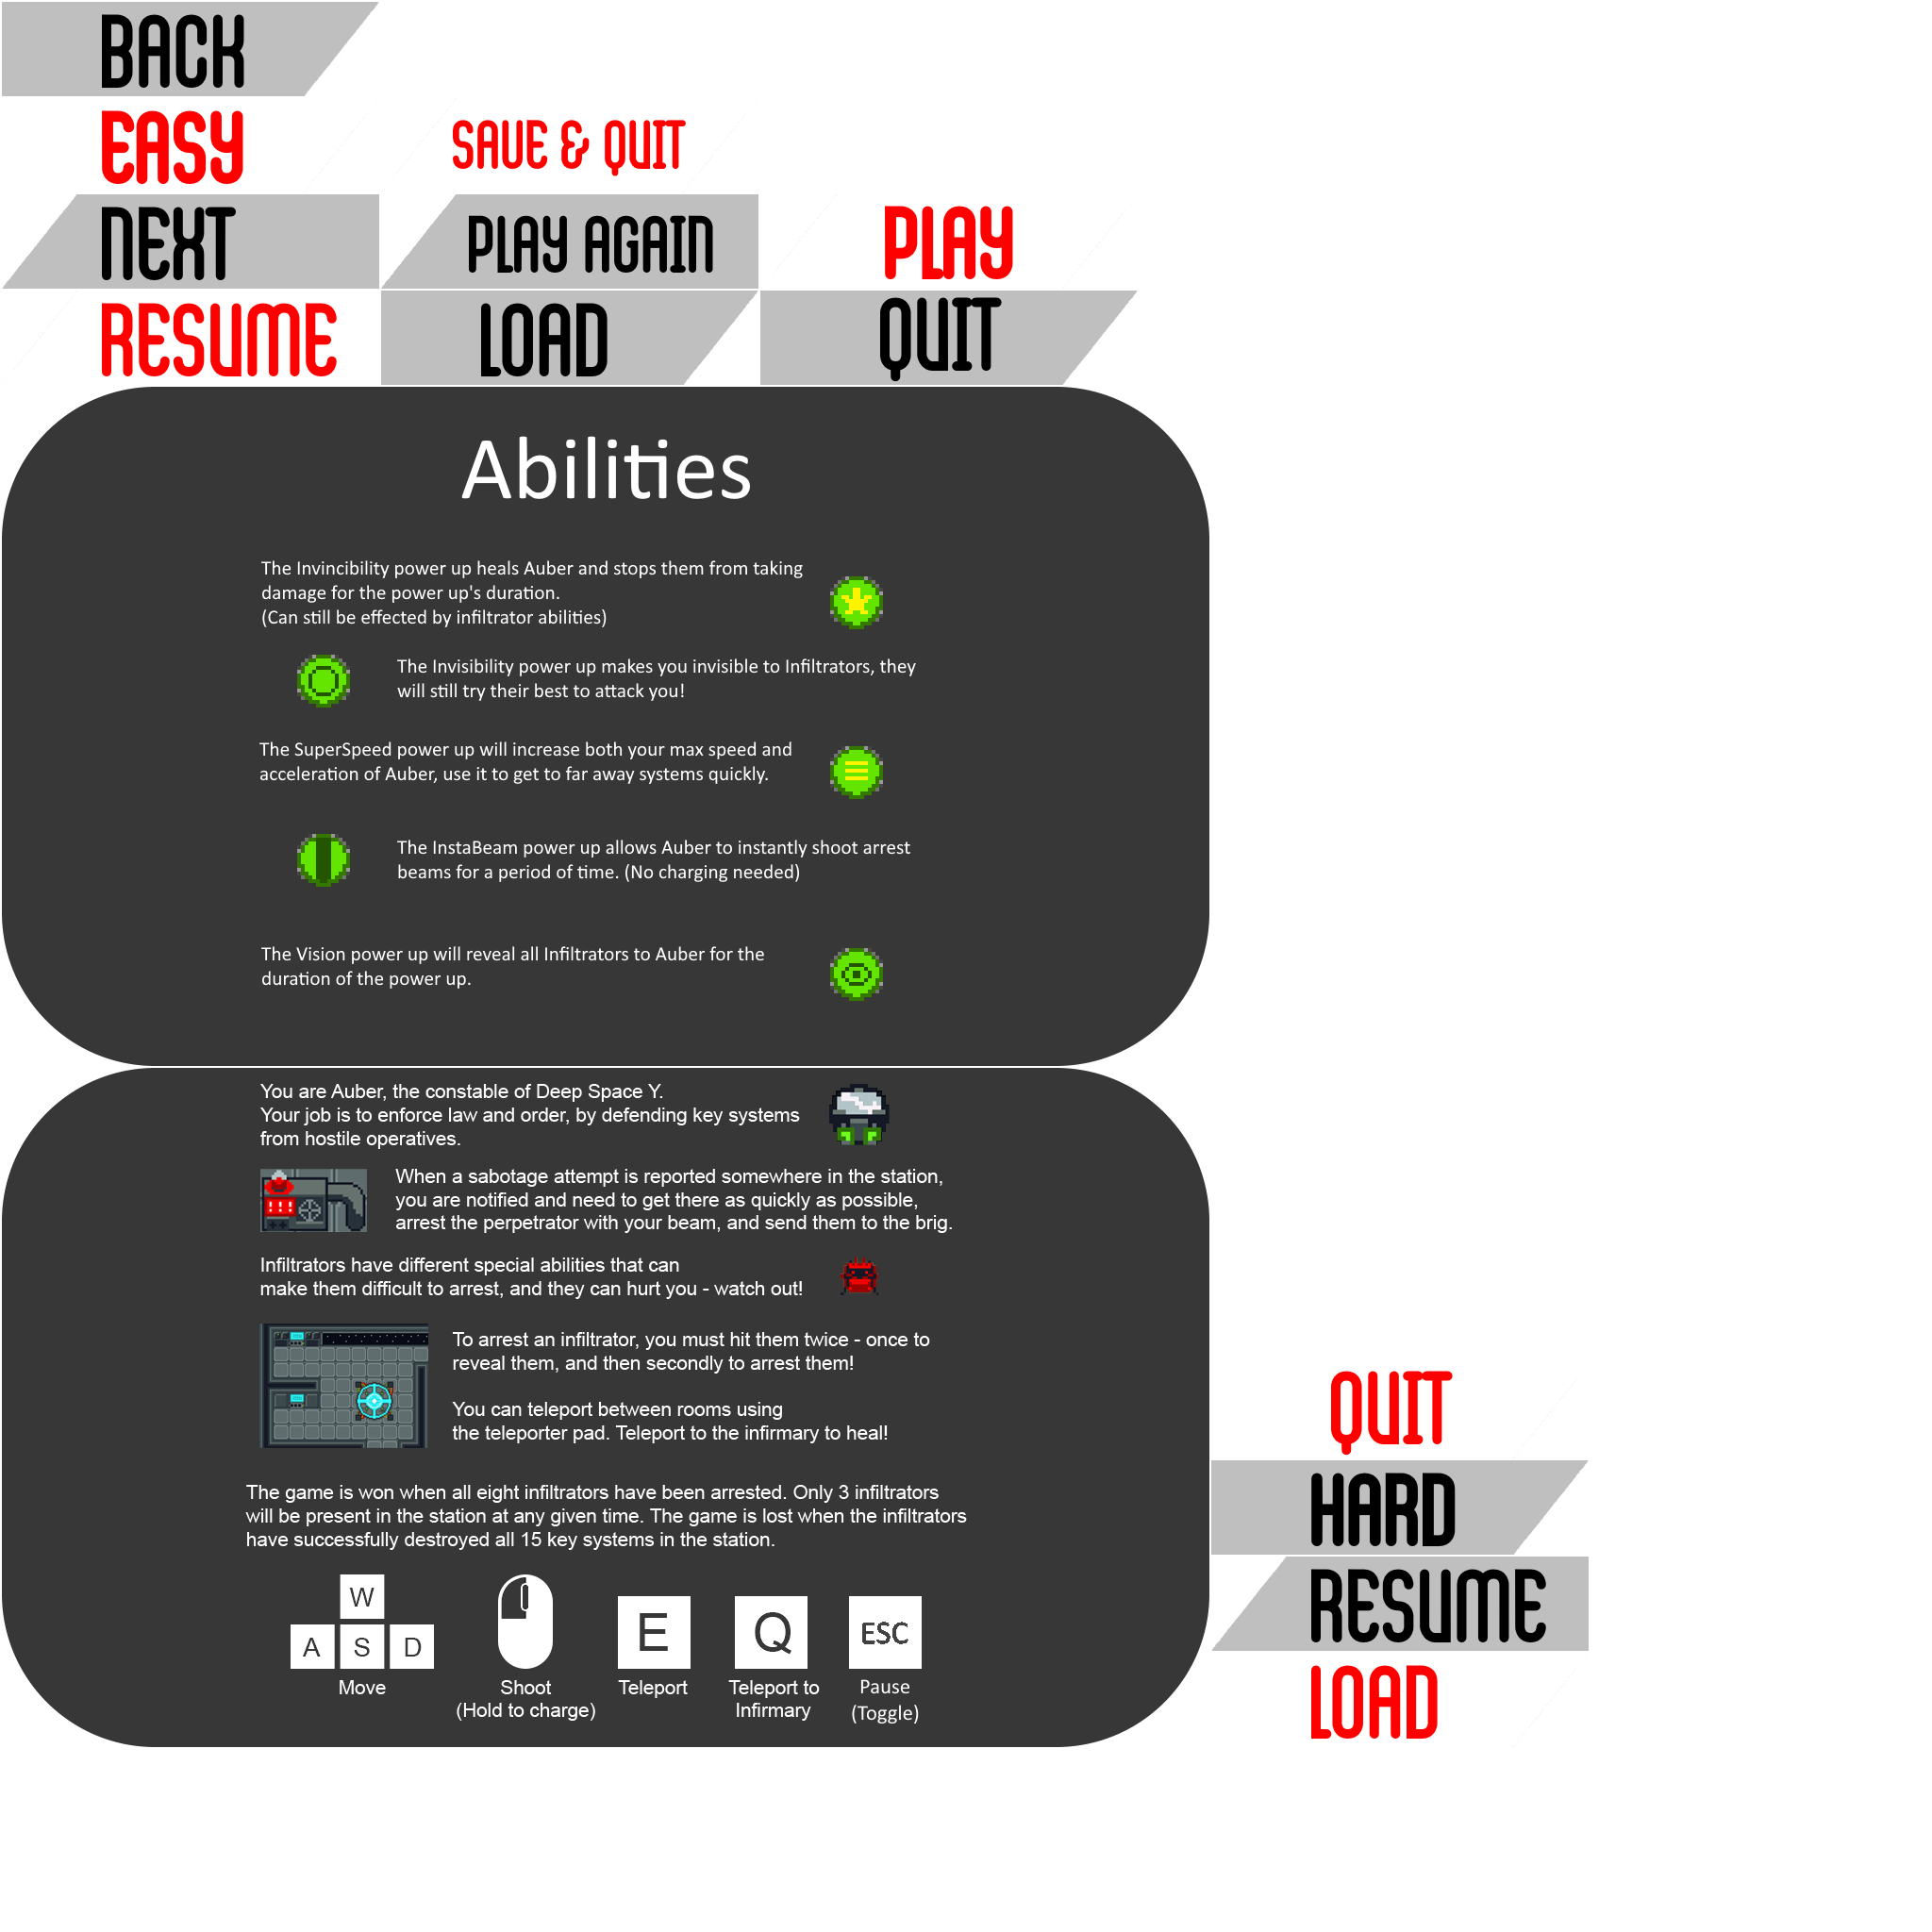 BACK
EASY
SAVE & QUIT
NEXT
PLAY AGAIN
PLAY
RESUME
LOAD
QUIT
Abilities
The Invincibility power up heals Auber and stops them from taking
damage for the power up's duration.
(Can still be effected by infiltrator abilities)
The Invisibility power up makes you invisible to Infiltrators, they
will still try their best to attack you!
The SuperSpeed power up will increase both your max speed and
acceleration of Auber, use it to get to far away systems quickly.
The InstaBeam power up allows Auber to instantly shoot arrest
beams for a period of time. (No charging needed)
The Vision power up will reveal all Infiltrators to Auber for the
duration of the power up.
You are Auber, the constable of Deep Space Y.
Your job is to enforce law and order, by defending key systems
from hostile operatives.
When a sabotage attempt is reported somewhere in the station,
you are notified and need to get there as quickly as possible,
arrest the perpetrator with your beam, and send them to the brig.
Infiltrators have different special abilities that can
make them difficult to arrest, and they can hurt you - watch out!
To arrest an infiltrator, you must hit them twice - once to
reveal them, and then secondly to arrest them!
You can teleport between rooms using
the teleporter pad. Teleport to the infirmary to heal!
The game is won when all eight infiltrators have been arrested. Only 3 infiltrators
will be present in the station at any given time. The game is lost when the infiltrators
have successfully destroyed all 15 key systems in the station.
W
A S D
Move
Shoot
(Hold to charge)
E
Teleport
Q
Teleport to
Infirmary
ESC
Pause
(Toggle)
QUIT
HARD
RESUME
LOAD